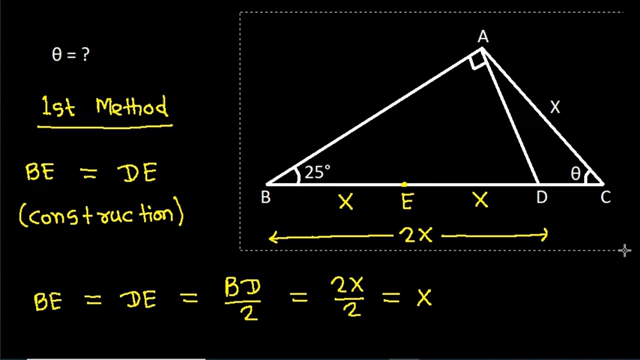 θ = ?
1st Method
BE = DE
(construction)
A
X
25°
θ
B
X
E
X
D
C
2X
BE = DE = BD/2 = 2X/2 = X